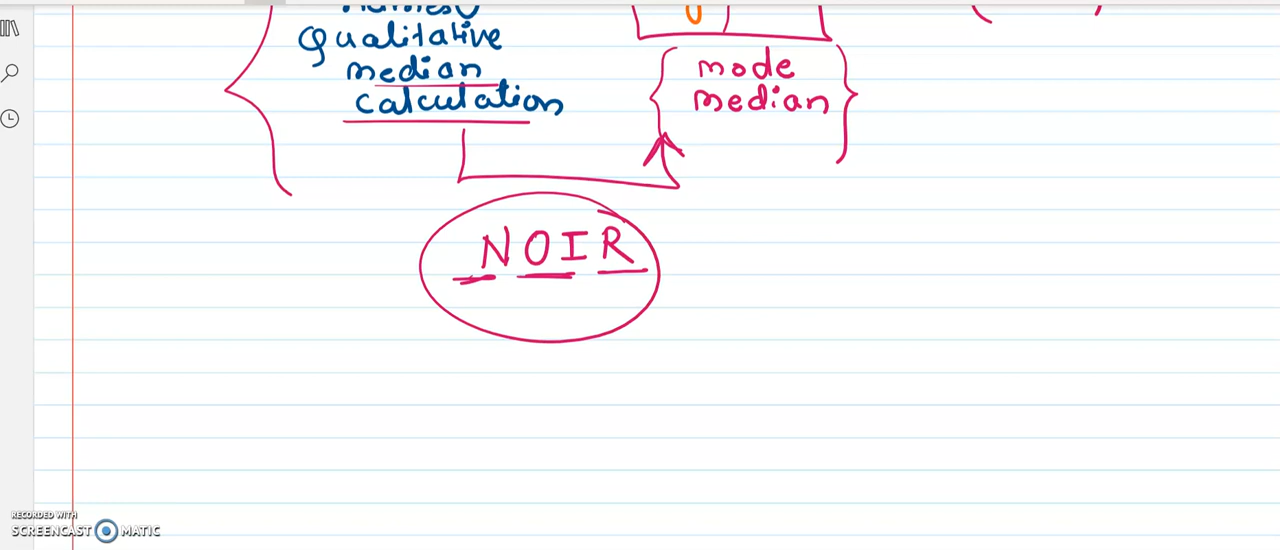 qualitative
median
calculation
mode
median
NOIR
RECORDED WITH
SCREENCAST MATIC